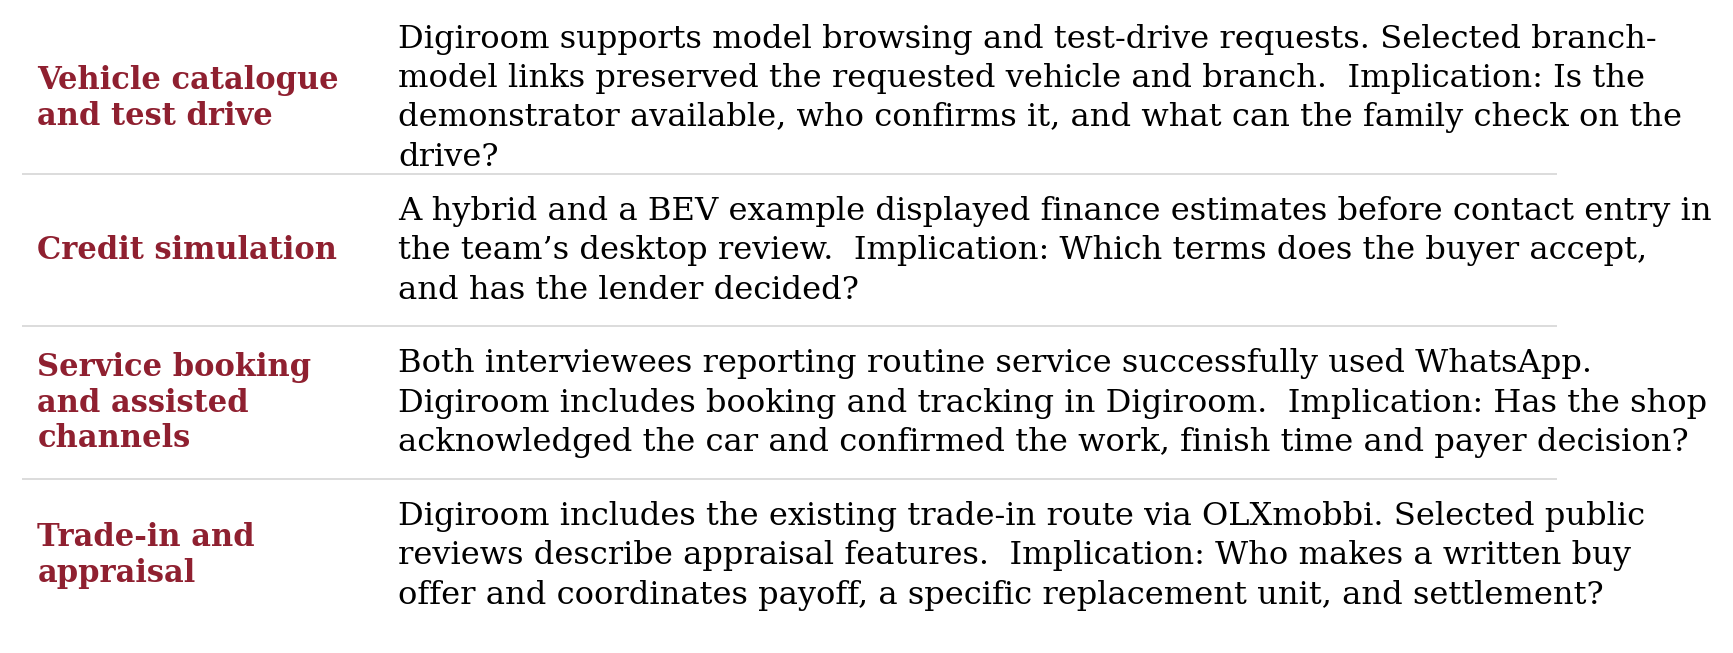 Vehicle catalogue
and test drive
Digiroom supports model browsing and test-drive requests. Selected branch-
model links preserved the requested vehicle and branch.  Implication: Is the
demonstrator available, who confirms it, and what can the family check on the
drive?
Credit simulation
A hybrid and a BEV example displayed finance estimates before contact entry in
the team’s desktop review.  Implication: Which terms does the buyer accept,
and has the lender decided?
Service booking
and assisted
channels
Both interviewees reporting routine service successfully used WhatsApp.
Digiroom includes booking and tracking in Digiroom.  Implication: Has the shop
acknowledged the car and confirmed the work, finish time and payer decision?
Trade-in and
appraisal
Digiroom includes the existing trade-in route via OLXmobbi. Selected public
reviews describe appraisal features.  Implication: Who makes a written buy
offer and coordinates payoff, a specific replacement unit, and settlement?